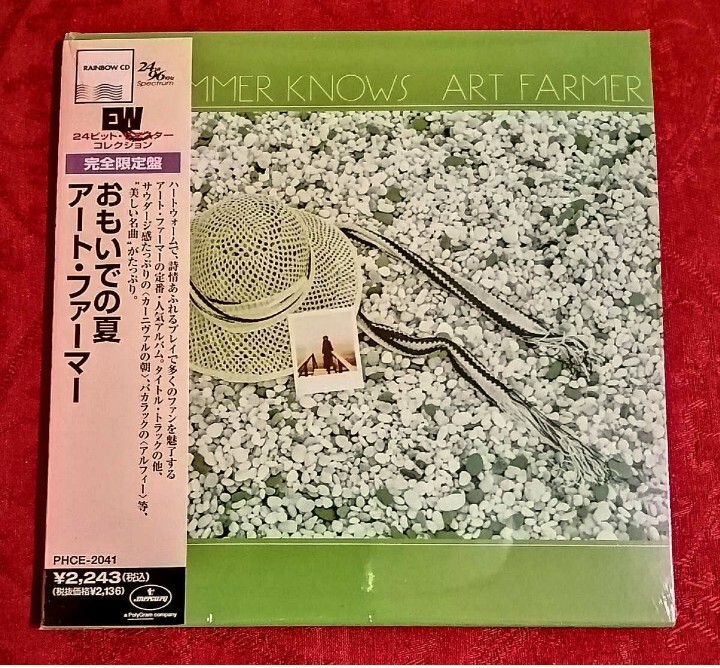 RAINBOW CD
24bit
96kHz
Spectrum
EW
24ビット・マスター
コレクション
完全限定盤
おもいでの夏
アート・ファーマー
ハートウォームで、詩情あふれるプレイで多くのファンを魅了する
アート・ファーマーの定番・人気アルバム。タイトル・トラックの他、
サウダージ感たっぷりの〈カーニヴァルの朝〉、バカラックの〈アルフィー〉等、
“美しい名曲”がたっぷり。
PHCE-2041
¥2,243(税込)
(税抜価格¥2,136)
mercury
a PolyGram company
MMER KNOWS ART FARMER